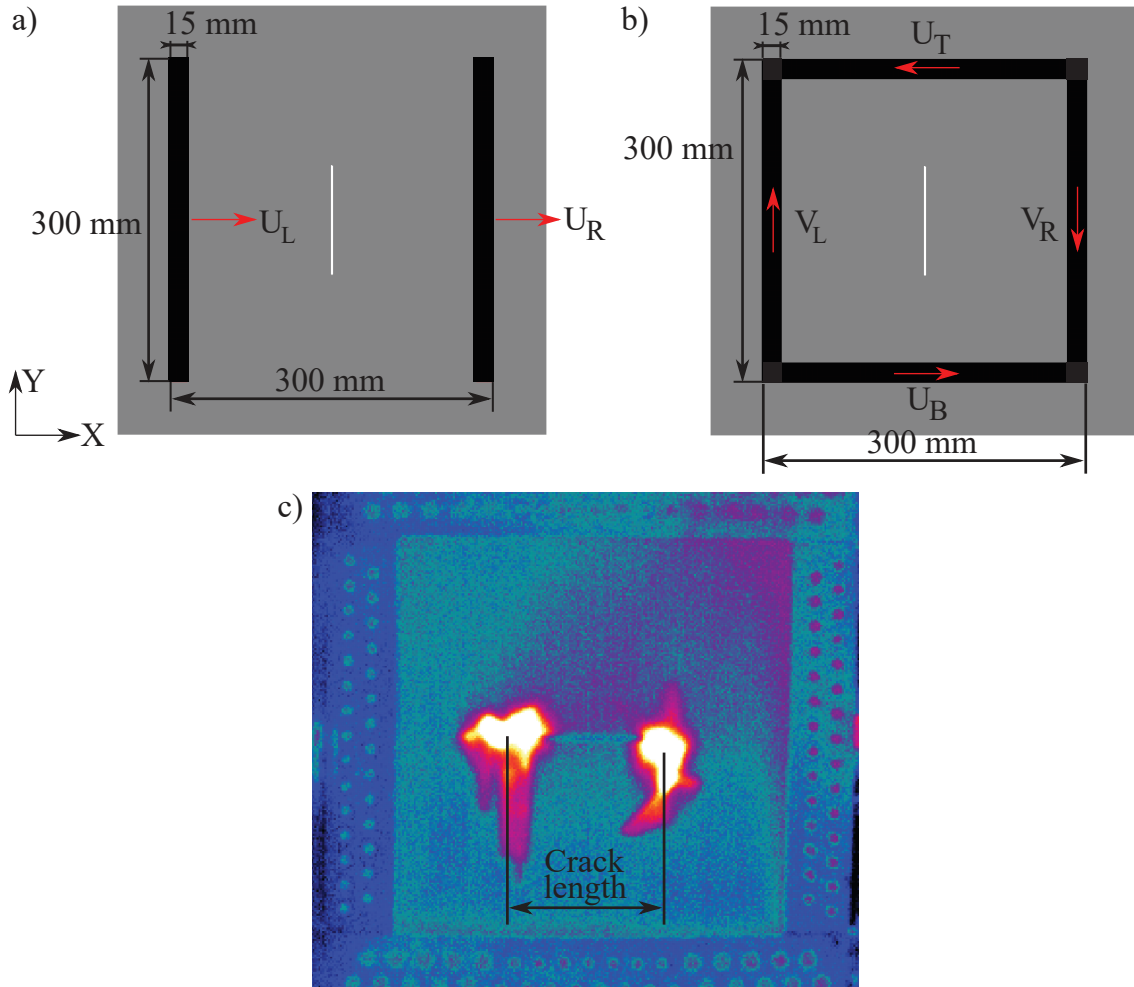 a)
15 mm
300 mm
U_L
U_R
300 mm
Y
X
b)
15 mm
U_T
300 mm
V_L
V_R
U_B
300 mm
c)
Crack
length